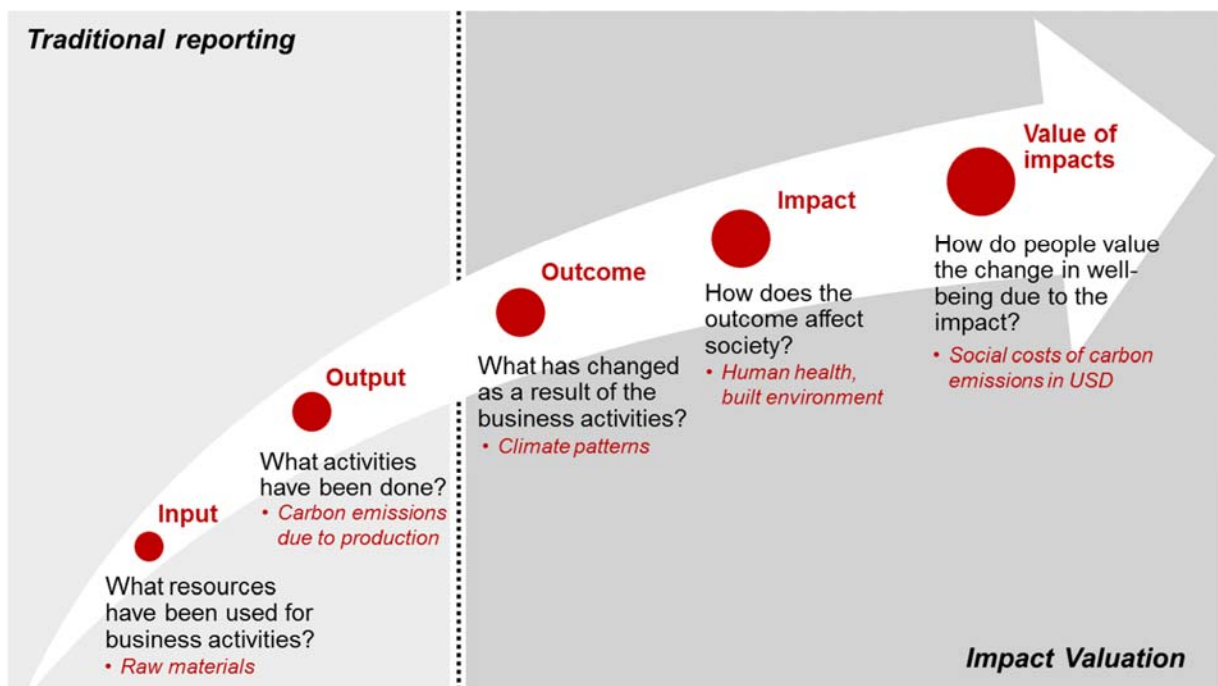 Traditional reporting
Input
What resources
have been used for
business activities?
• Raw materials
Output
What activities
have been done?
• Carbon emissions
due to production
Outcome
What has changed
as a result of the
business activities?
• Climate patterns
Impact
How does the
outcome affect
society?
• Human health,
built environment
Value of
impacts
How do people value
the change in well-
being due to the
impact?
• Social costs of carbon
emissions in USD
Impact Valuation